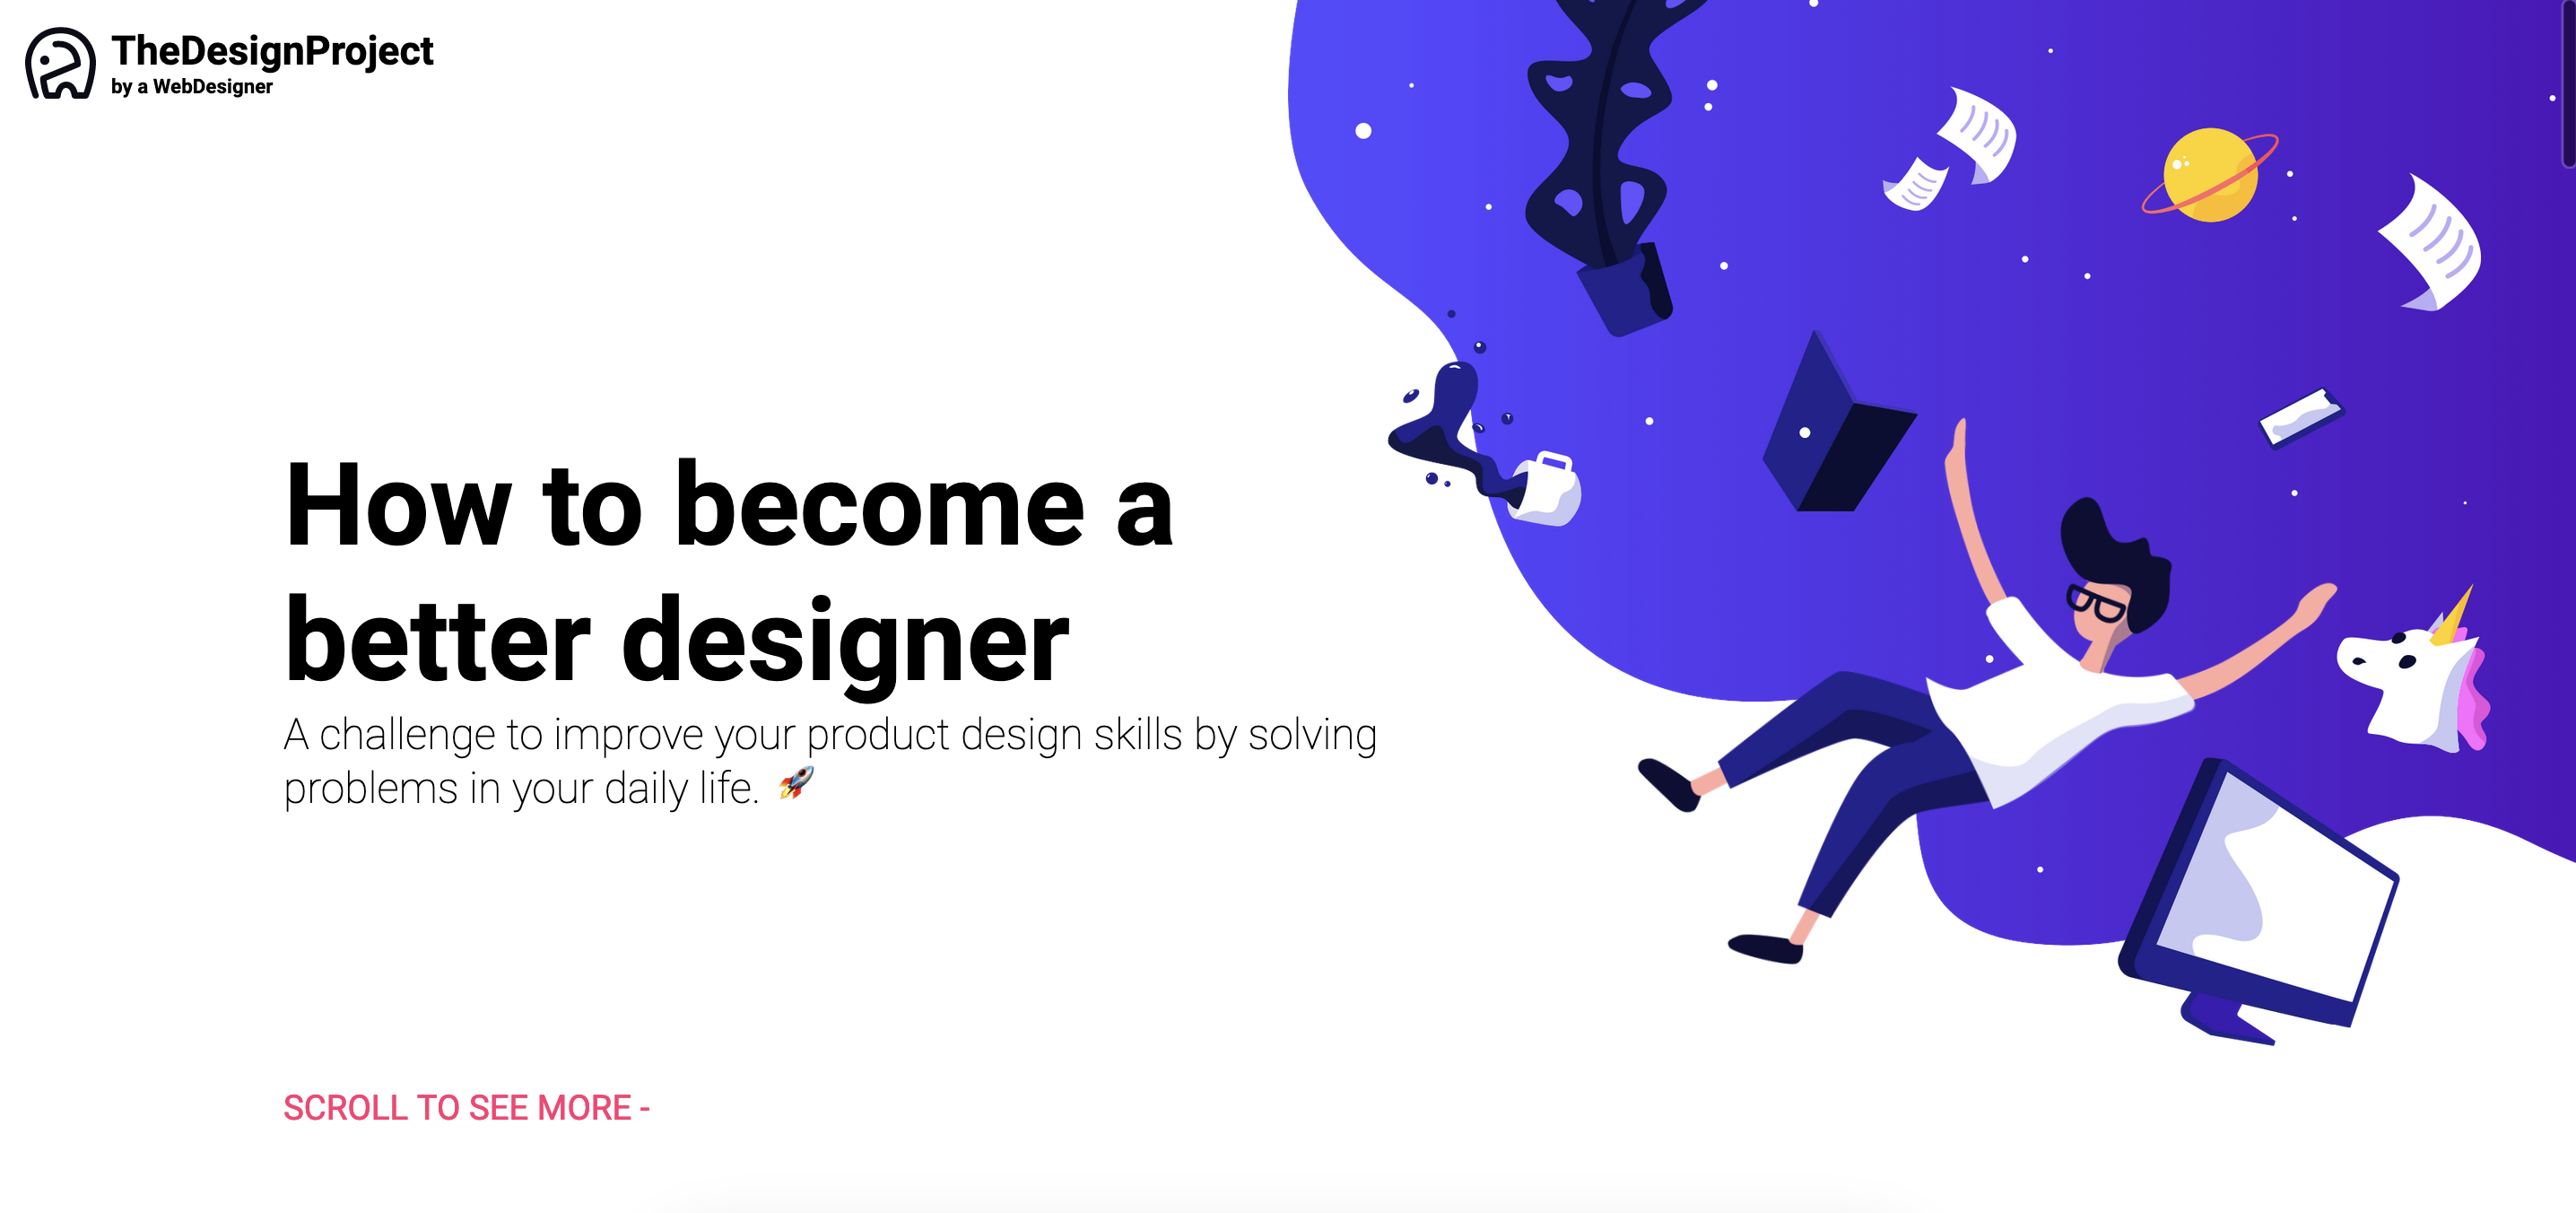 TheDesignProject
by a WebDesigner
How to become a
better designer
A challenge to improve your product design skills by solving
problems in your daily life. 🚀
SCROLL TO SEE MORE -